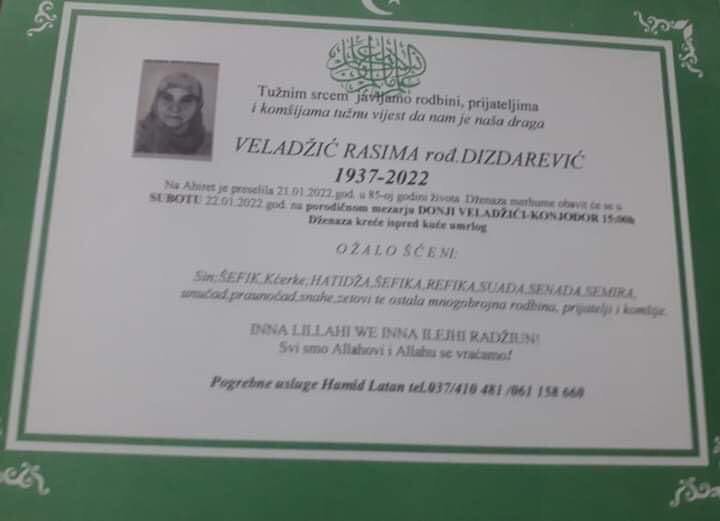 Tužnim srcem javljamo rodbini, prijateljima
i komšijama tužnu vijest da nam je naša draga
VELADŽIĆ RASIMA rođ.DIZDAREVIĆ
1937-2022
Na Ahiret je preselila 21.01.2022.god. u 85-oj godini života Dženaza merhume obavit će se u
SUBOTU 22.01.2022 god. na porodičnom mezarju DONJI VELADŽIĆI-KONJODOR 15:00h
Dženaza kreće ispred kuće umrlog
OŽALOŠĆENI:
Sin;ŠEFIK,Kćerke;HATIDŽA,ŠEFIKA,REFIKA,SUADA,SENADA,SEMIRA,
unučad,praunočad,snahe,zetovi te ostala mnogobrojna rodbina, prijatelji i komšije.
INNA LILLAHI WE INNA ILEJHI RADŽIUN!
Svi smo Allahovi i Allahu se vraćamo!
Pogrebne usluge Hamid Latan tel.037/410 481 /061 158 660